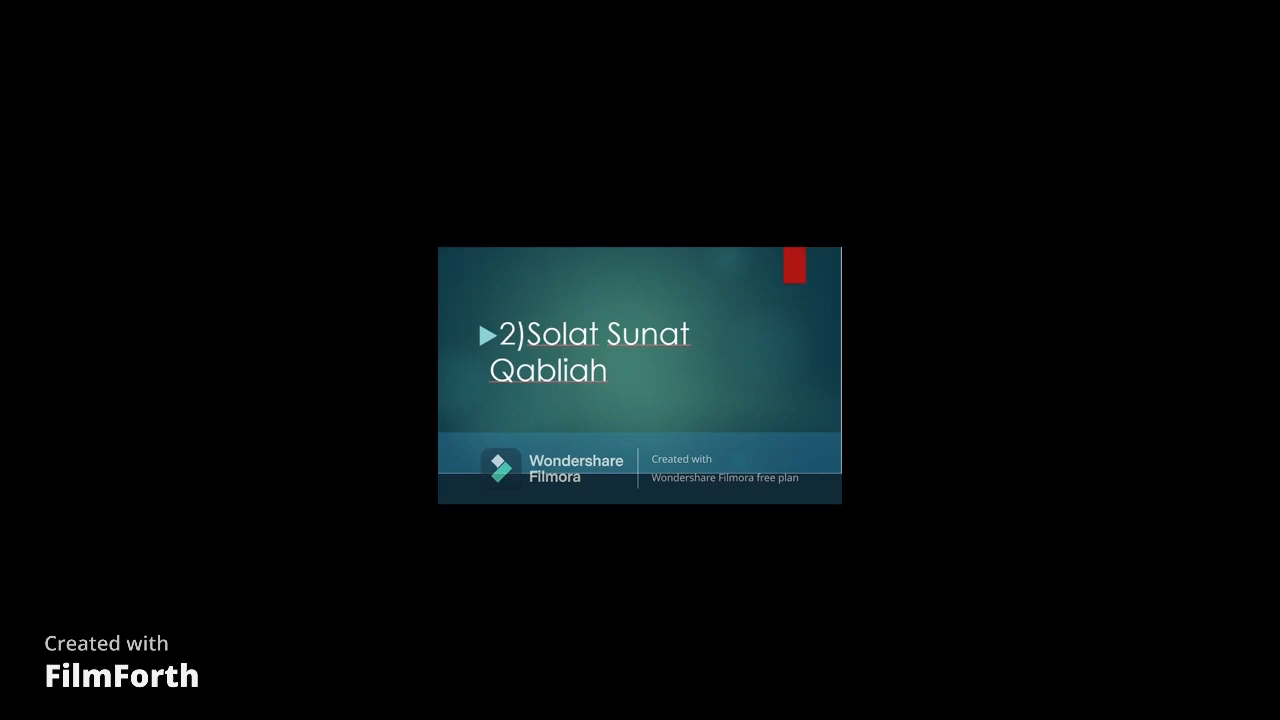 2)Solat Sunat
Qabliah
Wondershare
Filmora
Created with
Wondershare Filmora free plan
Created with
FilmForth